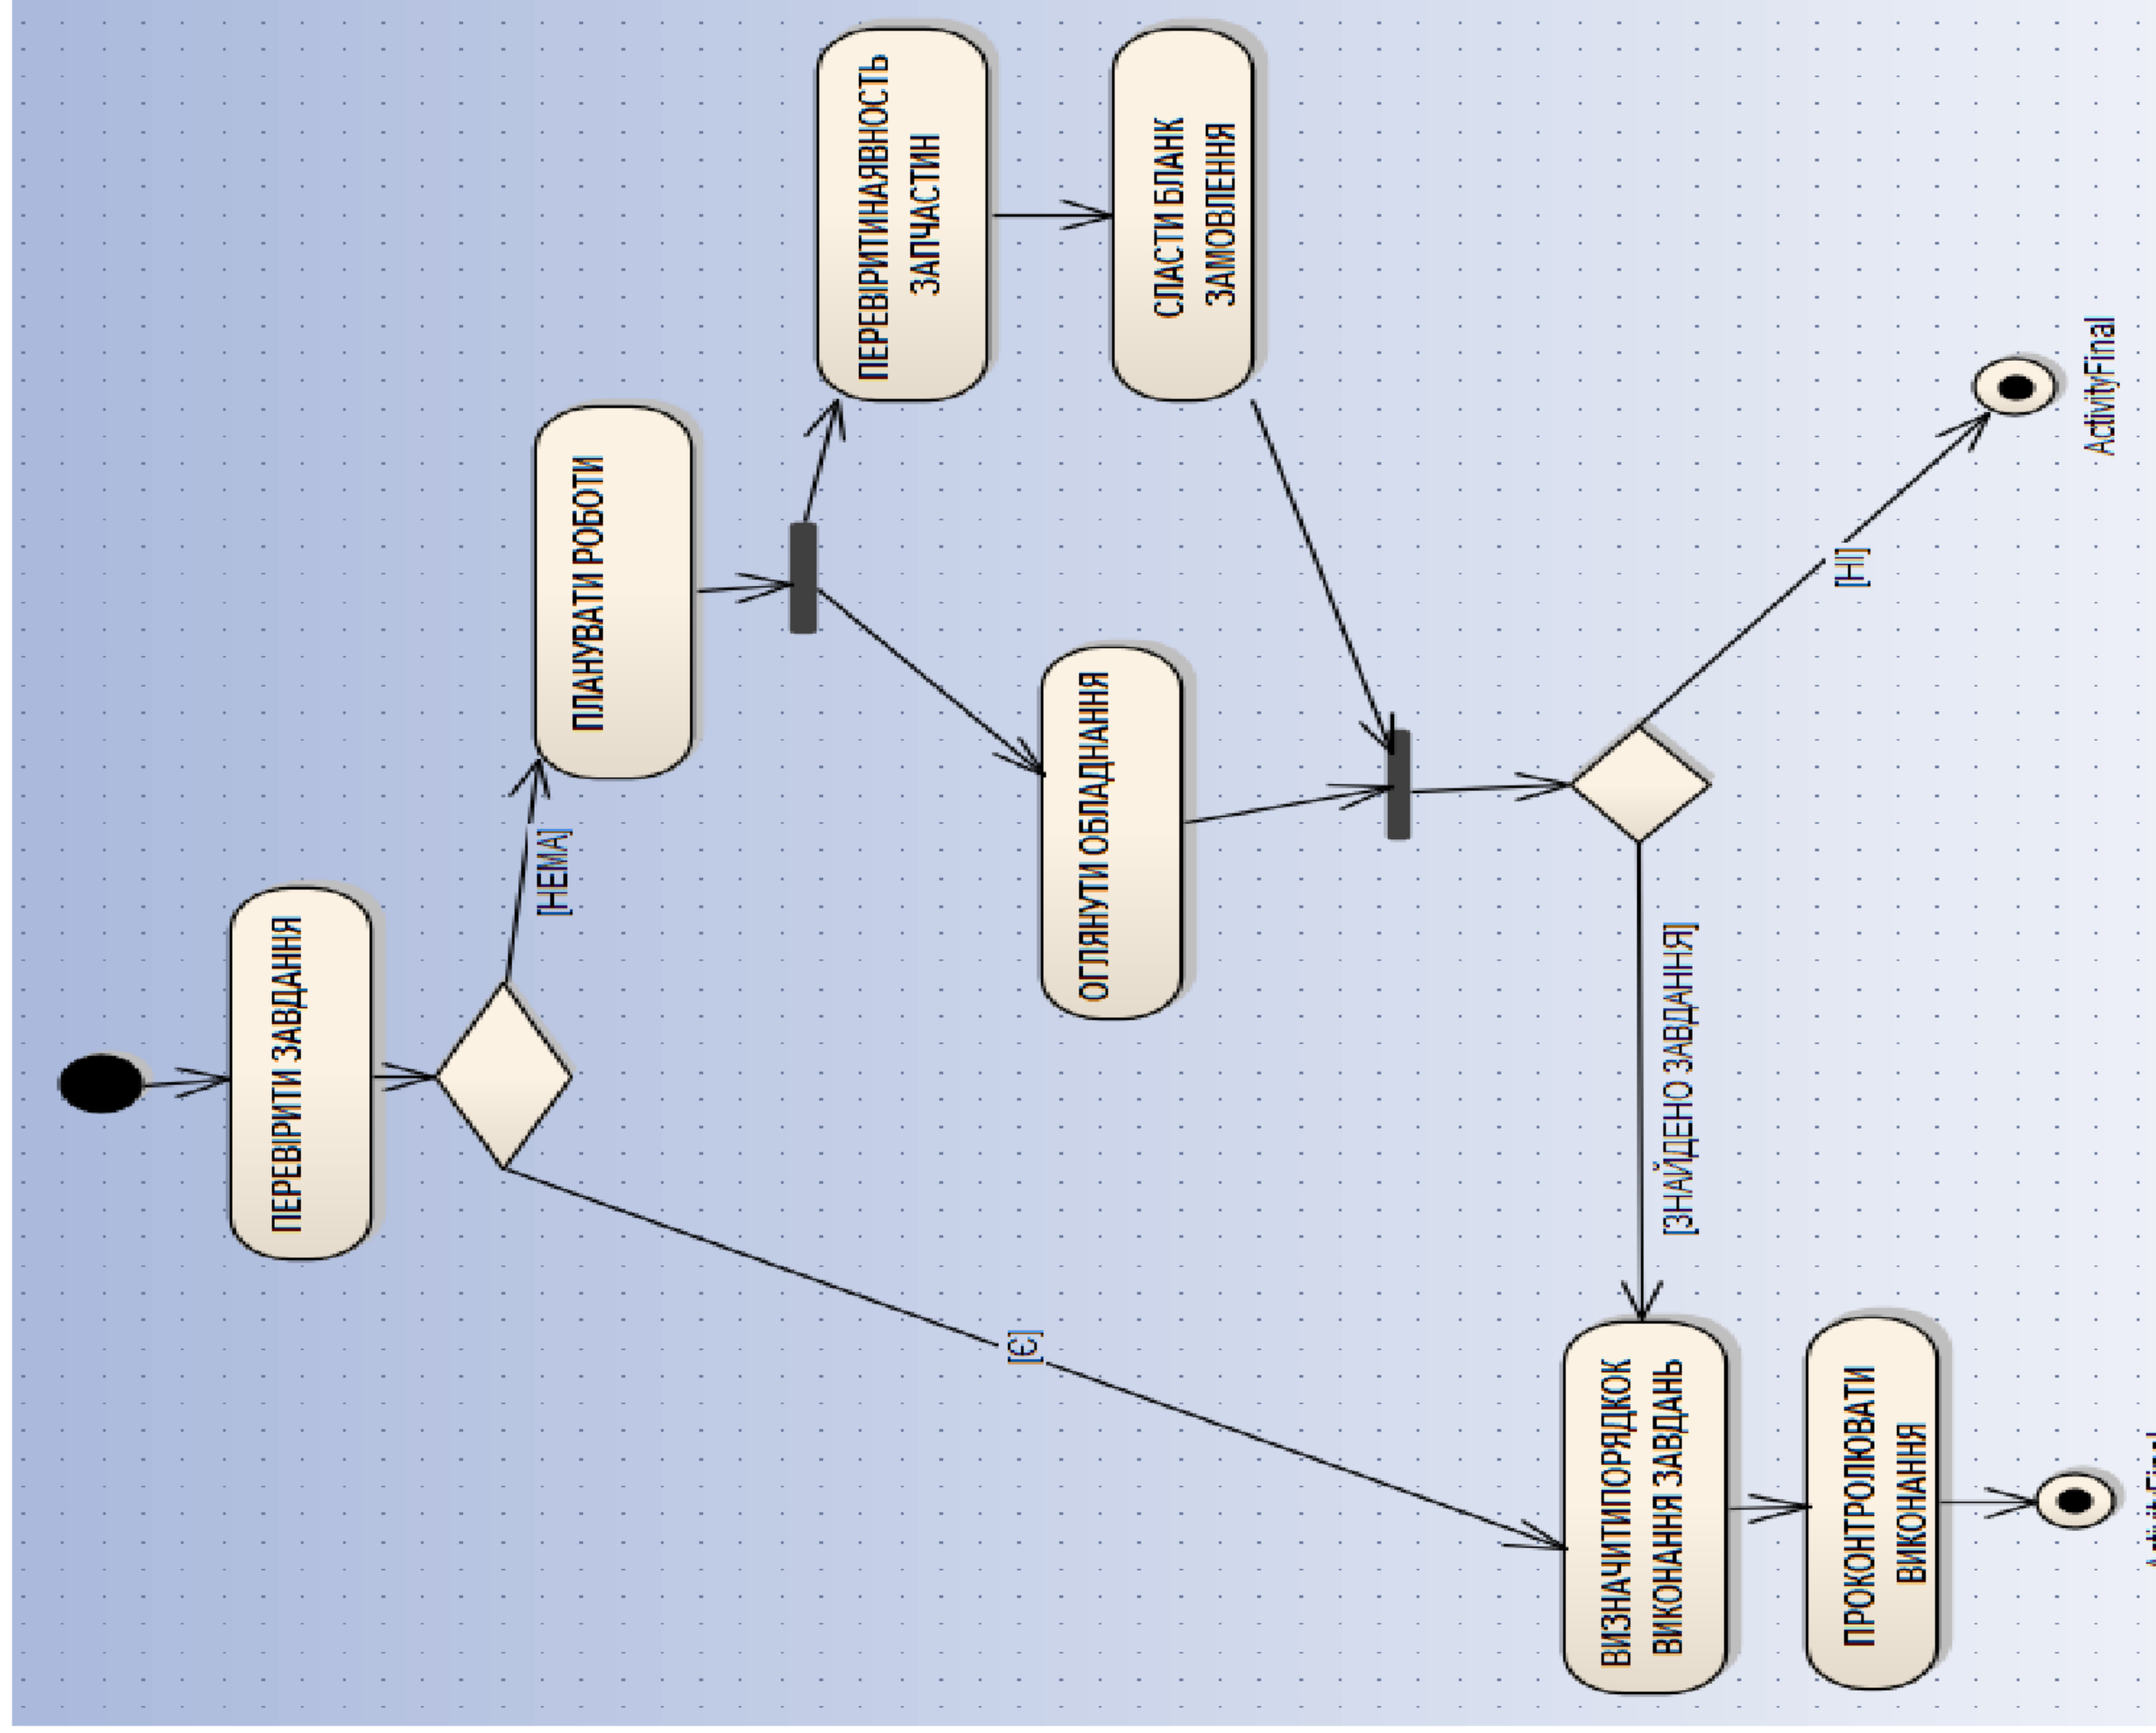 ПЕРЕВІРИТИ ЗАВДАННЯ
[НЕМА]
ПЛАНУВАТИ РОБОТИ
ПЕРЕВІРИТИНАЯВНОСТЬ
ЗАПЧАСТИН
СЛАСТИ БЛАНК
ЗАМОВЛЕННЯ
ОГЛЯНУТИ ОБЛАДНАННЯ
[Є]
[НІ]
ActivityFinal
[ЗНАЙДЕНО ЗАВДАННЯ]
ВИЗНАЧИТИПОРЯДКОК
ВИКОНАННЯ ЗАВДАНЬ
ПРОКОНТРОЛЮВАТИ
ВИКОНАННЯ